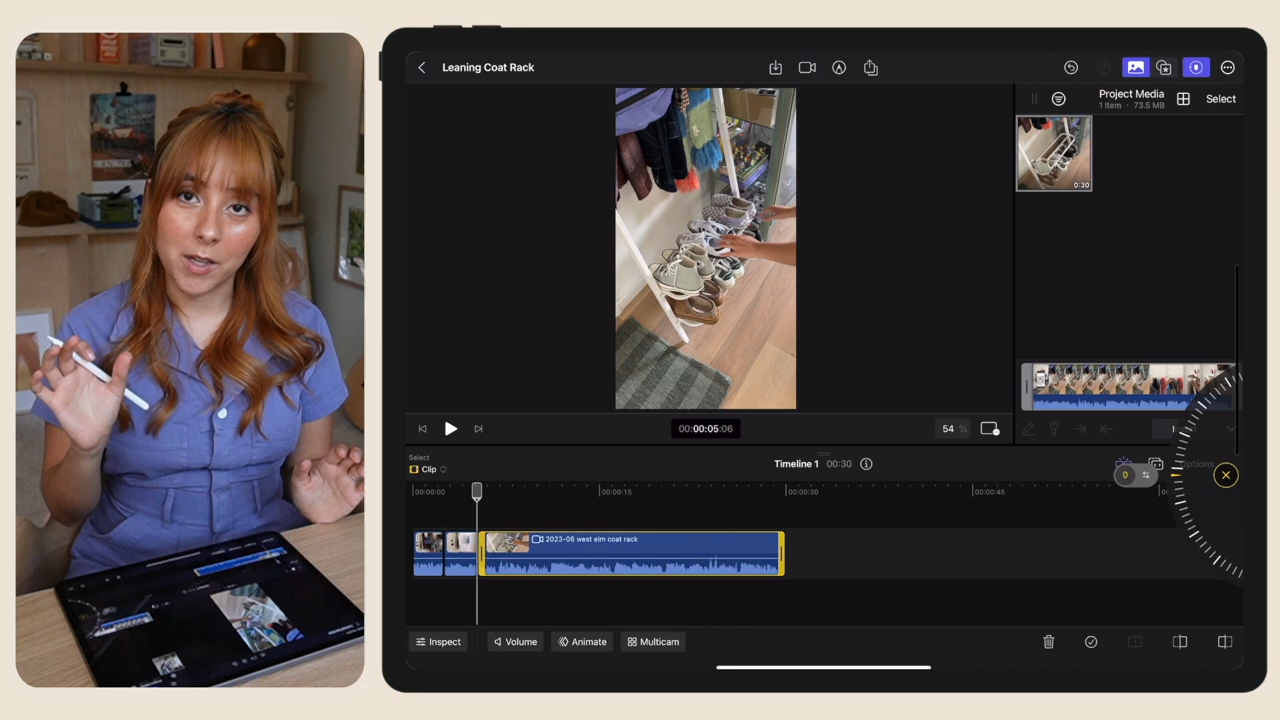 Leaning Coat Rack
Project Media
1 Item · 73.5 MB
Select
0:30
00:00:05:06
54 %
Select
Clip
Timeline 1 00:30
Options
0
00:00:00
00:00:15
00:00:30
00:00:45
2023-06 west elm coat rack
Inspect
Volume
Animate
Multicam